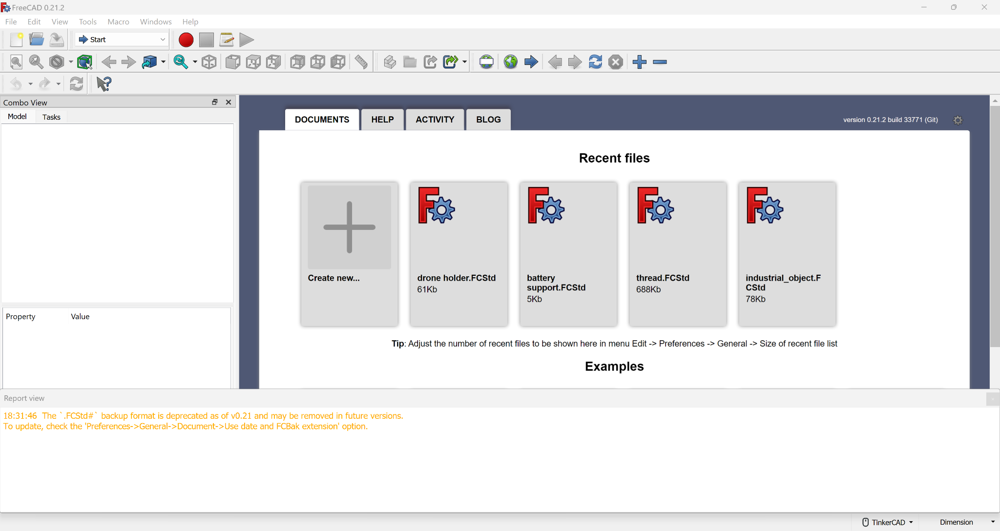 FreeCAD 0.21.2
File Edit View Tools Macro Windows Help
Start
Combo View
Model Tasks
Property Value
DOCUMENTS HELP ACTIVITY BLOG
version 0.21.2 build 33771 (Git)
Recent files
Create new...
drone holder.FCStd
61Kb
battery
support.FCStd
5Kb
thread.FCStd
688Kb
industrial_object.F
CStd
78Kb
Tip: Adjust the number of recent files to be shown here in menu Edit -> Preferences -> General -> Size of recent file list
Examples
Report view
18:31:46 The `.FCStd#` backup format is deprecated as of v0.21 and may be removed in future versions.
To update, check the 'Preferences->General->Document->Use date and FCBak extension' option.
TinkerCAD Dimension